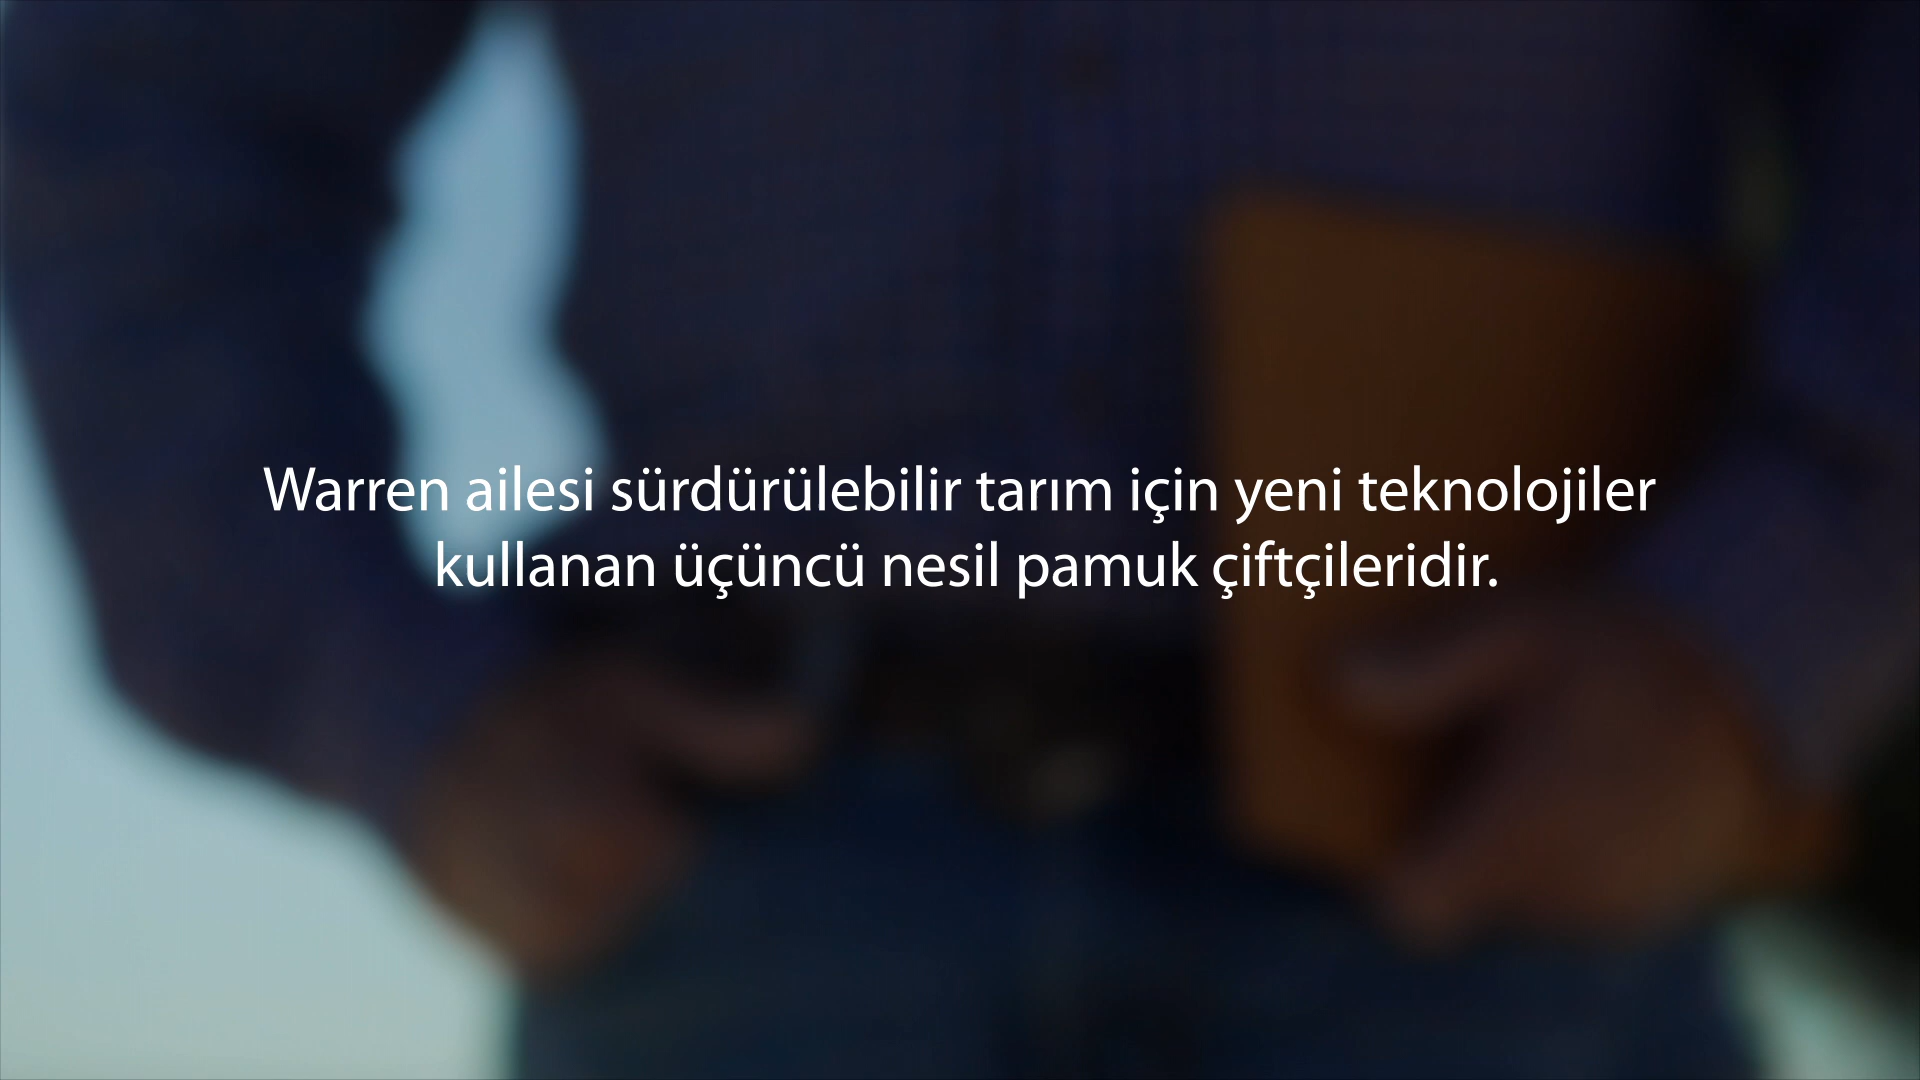 Warren ailesi sürdürülebilir tarım için yeni teknolojiler
kullanan üçüncü nesil pamuk çiftçileridir.